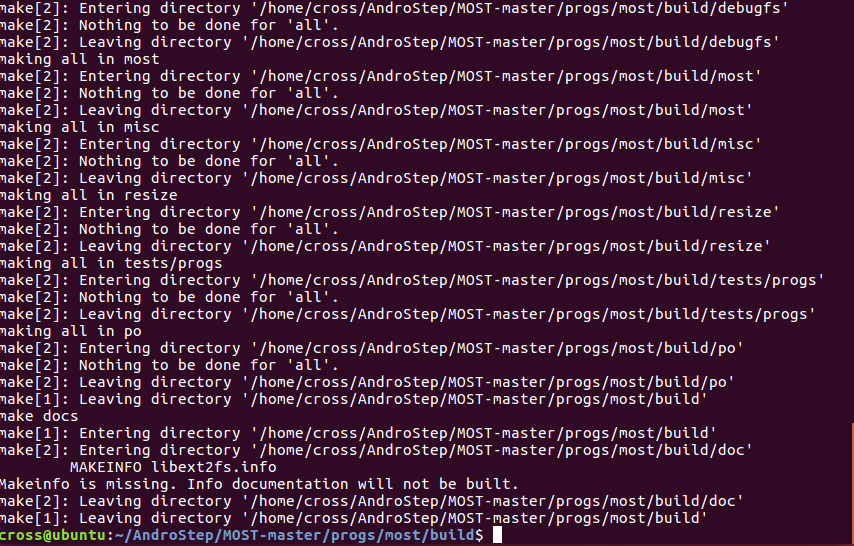 make[2]: Entering directory '/home/cross/AndroStep/MOST-master/progs/most/build/debugfs'
make[2]: Nothing to be done for 'all'.
make[2]: Leaving directory '/home/cross/AndroStep/MOST-master/progs/most/build/debugfs'
making all in most
make[2]: Entering directory '/home/cross/AndroStep/MOST-master/progs/most/build/most'
make[2]: Nothing to be done for 'all'.
make[2]: Leaving directory '/home/cross/AndroStep/MOST-master/progs/most/build/most'
making all in misc
make[2]: Entering directory '/home/cross/AndroStep/MOST-master/progs/most/build/misc'
make[2]: Nothing to be done for 'all'.
make[2]: Leaving directory '/home/cross/AndroStep/MOST-master/progs/most/build/misc'
making all in resize
make[2]: Entering directory '/home/cross/AndroStep/MOST-master/progs/most/build/resize'
make[2]: Nothing to be done for 'all'.
make[2]: Leaving directory '/home/cross/AndroStep/MOST-master/progs/most/build/resize'
making all in tests/progs
make[2]: Entering directory '/home/cross/AndroStep/MOST-master/progs/most/build/tests/progs'
make[2]: Nothing to be done for 'all'.
make[2]: Leaving directory '/home/cross/AndroStep/MOST-master/progs/most/build/tests/progs'
making all in po
make[2]: Entering directory '/home/cross/AndroStep/MOST-master/progs/most/build/po'
make[2]: Nothing to be done for 'all'.
make[2]: Leaving directory '/home/cross/AndroStep/MOST-master/progs/most/build/po'
make[1]: Leaving directory '/home/cross/AndroStep/MOST-master/progs/most/build'
make docs
make[1]: Entering directory '/home/cross/AndroStep/MOST-master/progs/most/build'
make[2]: Entering directory '/home/cross/AndroStep/MOST-master/progs/most/build/doc'
MAKEINFO libext2fs.info
Makeinfo is missing. Info documentation will not be built.
make[2]: Leaving directory '/home/cross/AndroStep/MOST-master/progs/most/build/doc'
make[1]: Leaving directory '/home/cross/AndroStep/MOST-master/progs/most/build'
cross@ubuntu:~/AndroStep/MOST-master/progs/most/build$